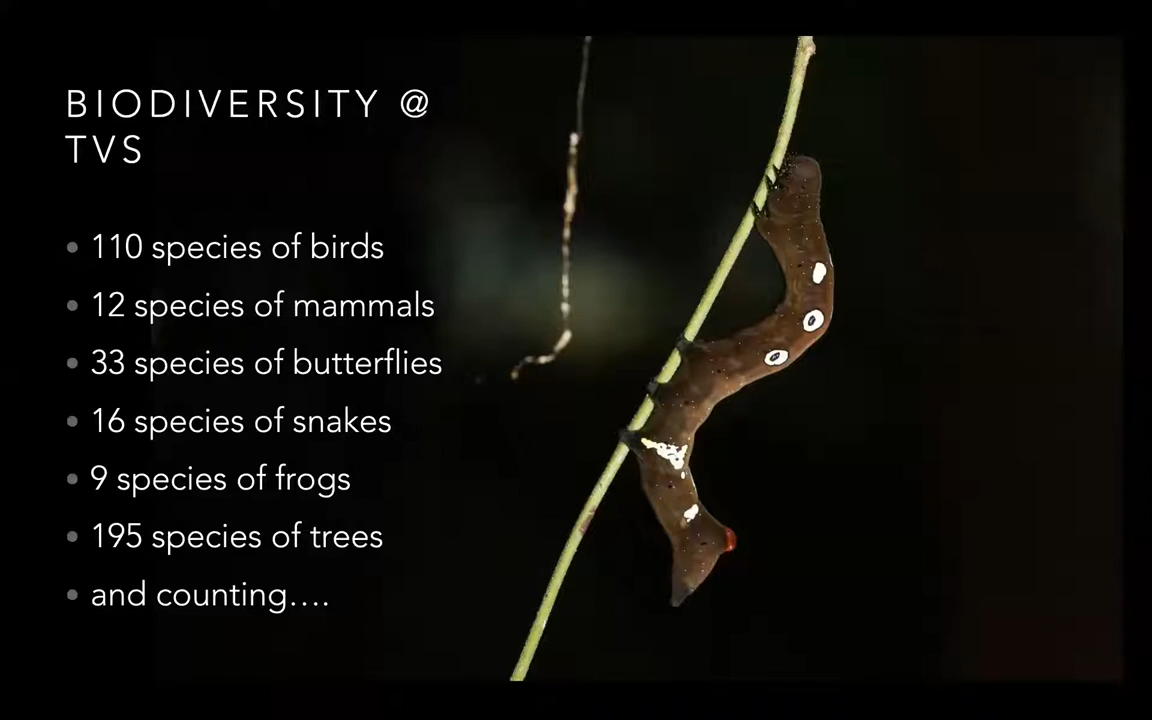 BIODIVERSITY @
TVS
• 110 species of birds
• 12 species of mammals
• 33 species of butterflies
• 16 species of snakes
• 9 species of frogs
• 195 species of trees
• and counting....